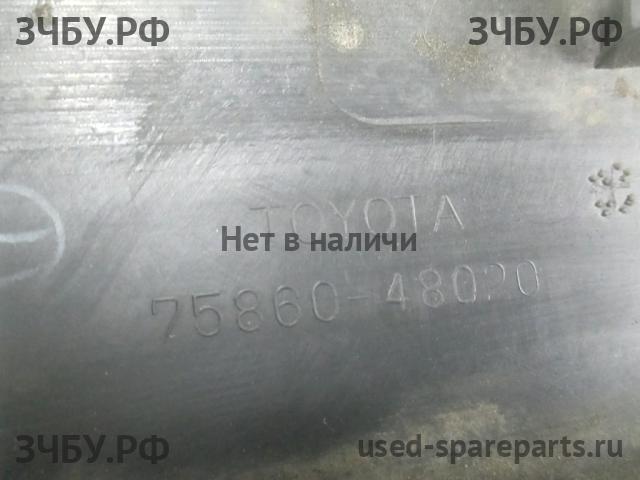 ЗЧБУ.РФ ЗЧБУ.РФ
TOYOTA
Нет в наличи
75860-48020
ЗЧБУ.РФ used-spareparts.ru